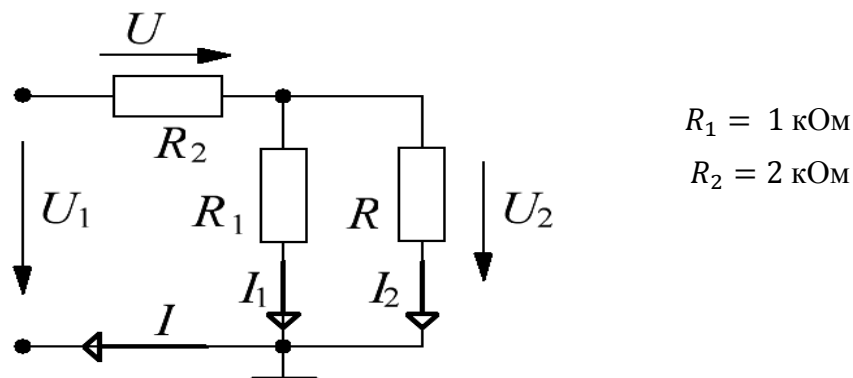 U
R₂
R₁ = 1 кОм
R₂ = 2 кОм
U₁
R₁
R
U₂
I₁
I₂
I